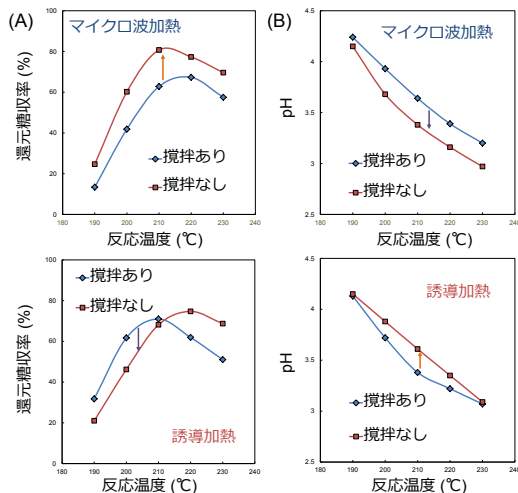 (A)
マイクロ波加熱
還元糖収率 (%)
100
80
60
40
20
0
撹拌あり
撹拌なし
180 190 200 210 220 230 240
反応温度 (℃)
(B)
マイクロ波加熱
pH
4.5
4
3.5
3
2.5
撹拌あり
撹拌なし
180 190 200 210 220 230 240
反応温度 (℃)
還元糖収率 (%)
100
80
60
40
20
0
撹拌あり
撹拌なし
誘導加熱
180 190 200 210 220 230 240
反応温度 (℃)
pH
4.5
4
3.5
3
2.5
誘導加熱
撹拌あり
撹拌なし
180 190 200 210 220 230 240
反応温度 (℃)